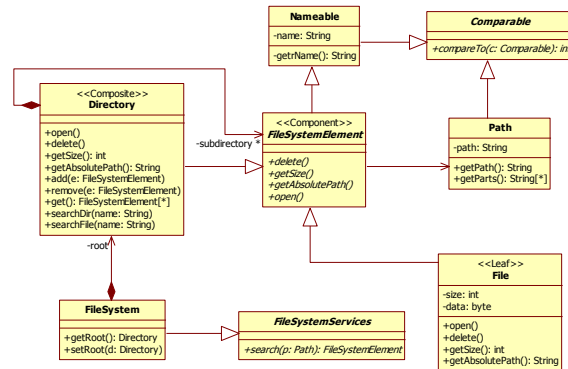 Nameable
-name: String
-getrName(): String
Comparable
+compareTo(c: Comparable): int
<<Composite>>
Directory
+open()
+delete()
+getSize(): int
+getAbsolutePath(): String
+add(e: FileSystemElement)
+remove(e: FileSystemElement)
+get(): FileSystemElement[*]
+searchDir(name: String)
+searchFile(name: String)
-subdirectory *
<<Component>>
FileSystemElement
+delete()
+getSize()
+getAbsolutePath()
+open()
Path
-path: String
+getPath(): String
+getParts(): String[*]
-root
<<Leaf>>
File
-size: int
-data: byte
+open()
+delete()
+getSize(): int
+getAbsolutePath(): String
FileSystem
+getRoot(): Directory
+setRoot(d: Directory)
FileSystemServices
+search(p: Path): FileSystemElement